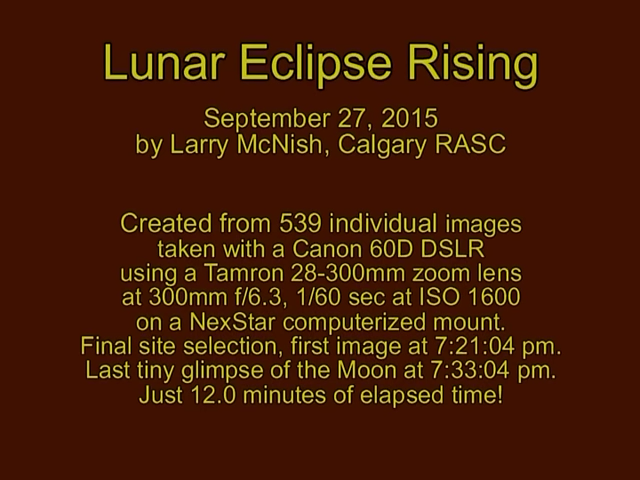 Lunar Eclipse Rising
September 27, 2015
by Larry McNish, Calgary RASC
Created from 539 individual images
taken with a Canon 60D DSLR
using a Tamron 28-300mm zoom lens
at 300mm f/6.3, 1/60 sec at ISO 1600
on a NexStar computerized mount.
Final site selection, first image at 7:21:04 pm.
Last tiny glimpse of the Moon at 7:33:04 pm.
Just 12.0 minutes of elapsed time!